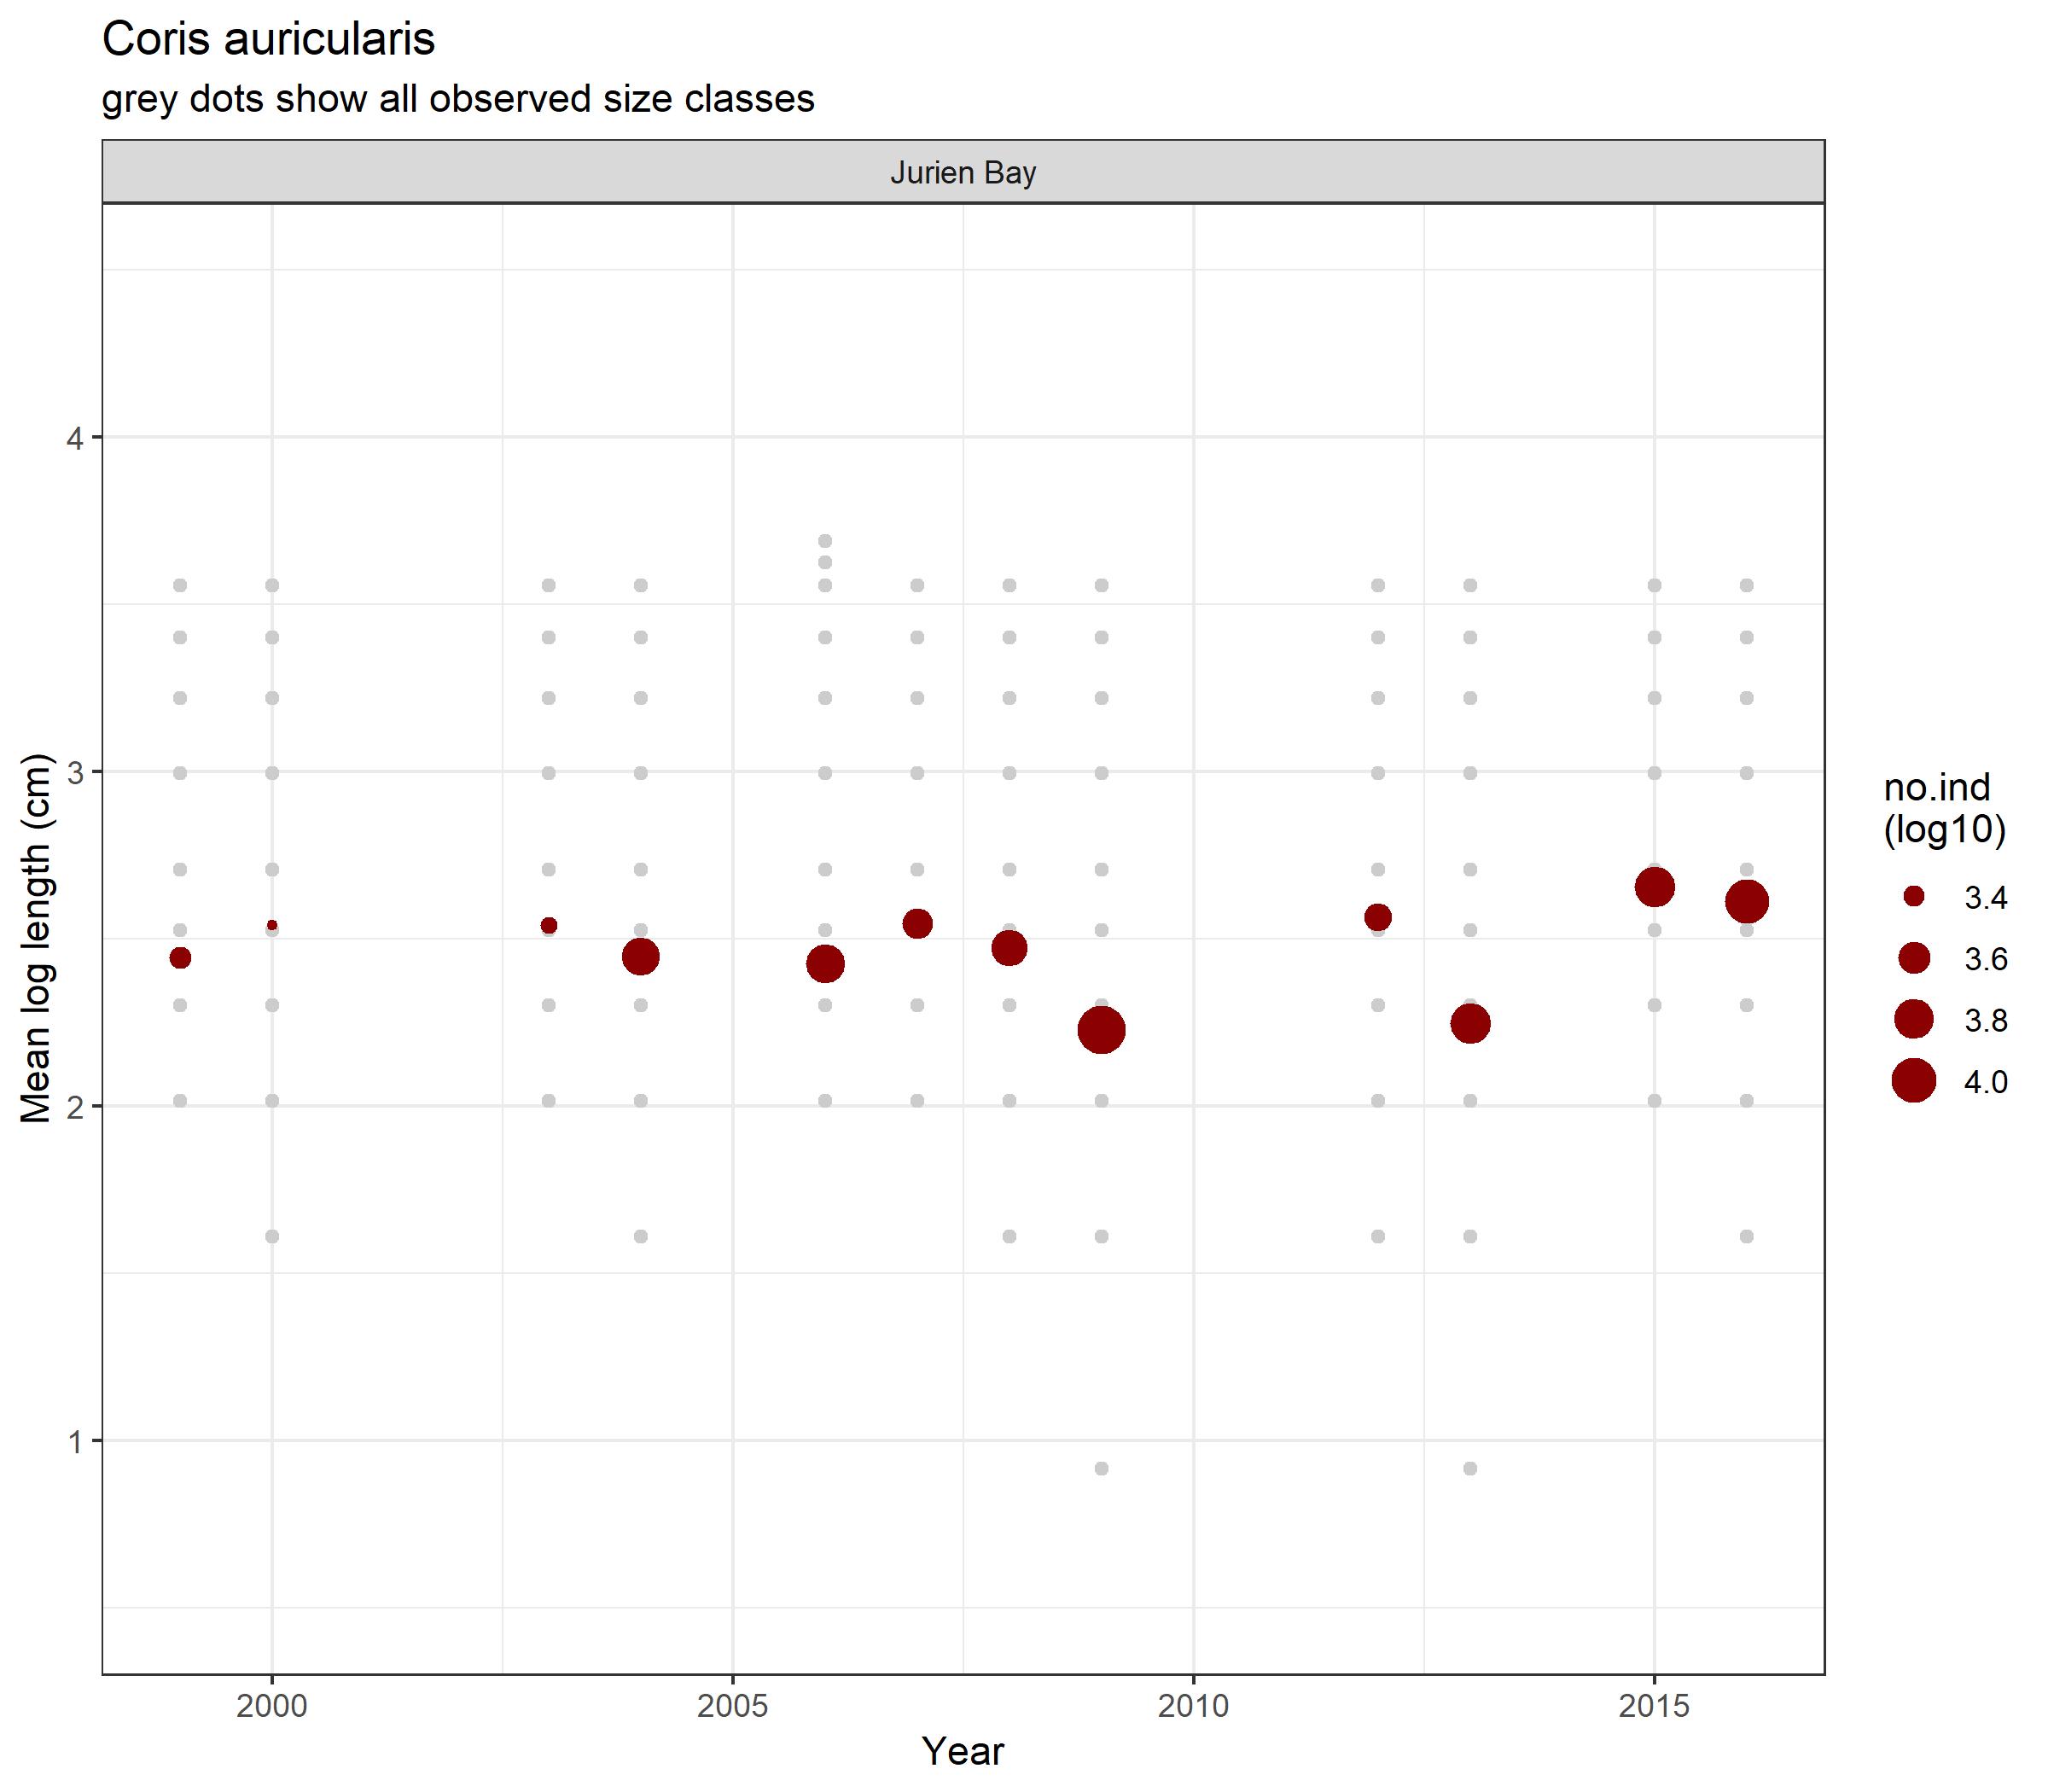 Coris auricularis
grey dots show all observed size classes
Jurien Bay
Mean log length (cm)
4
3
2
1
2000
2005
2010
2015
Year
no.ind
(log10)
3.4
3.6
3.8
4.0